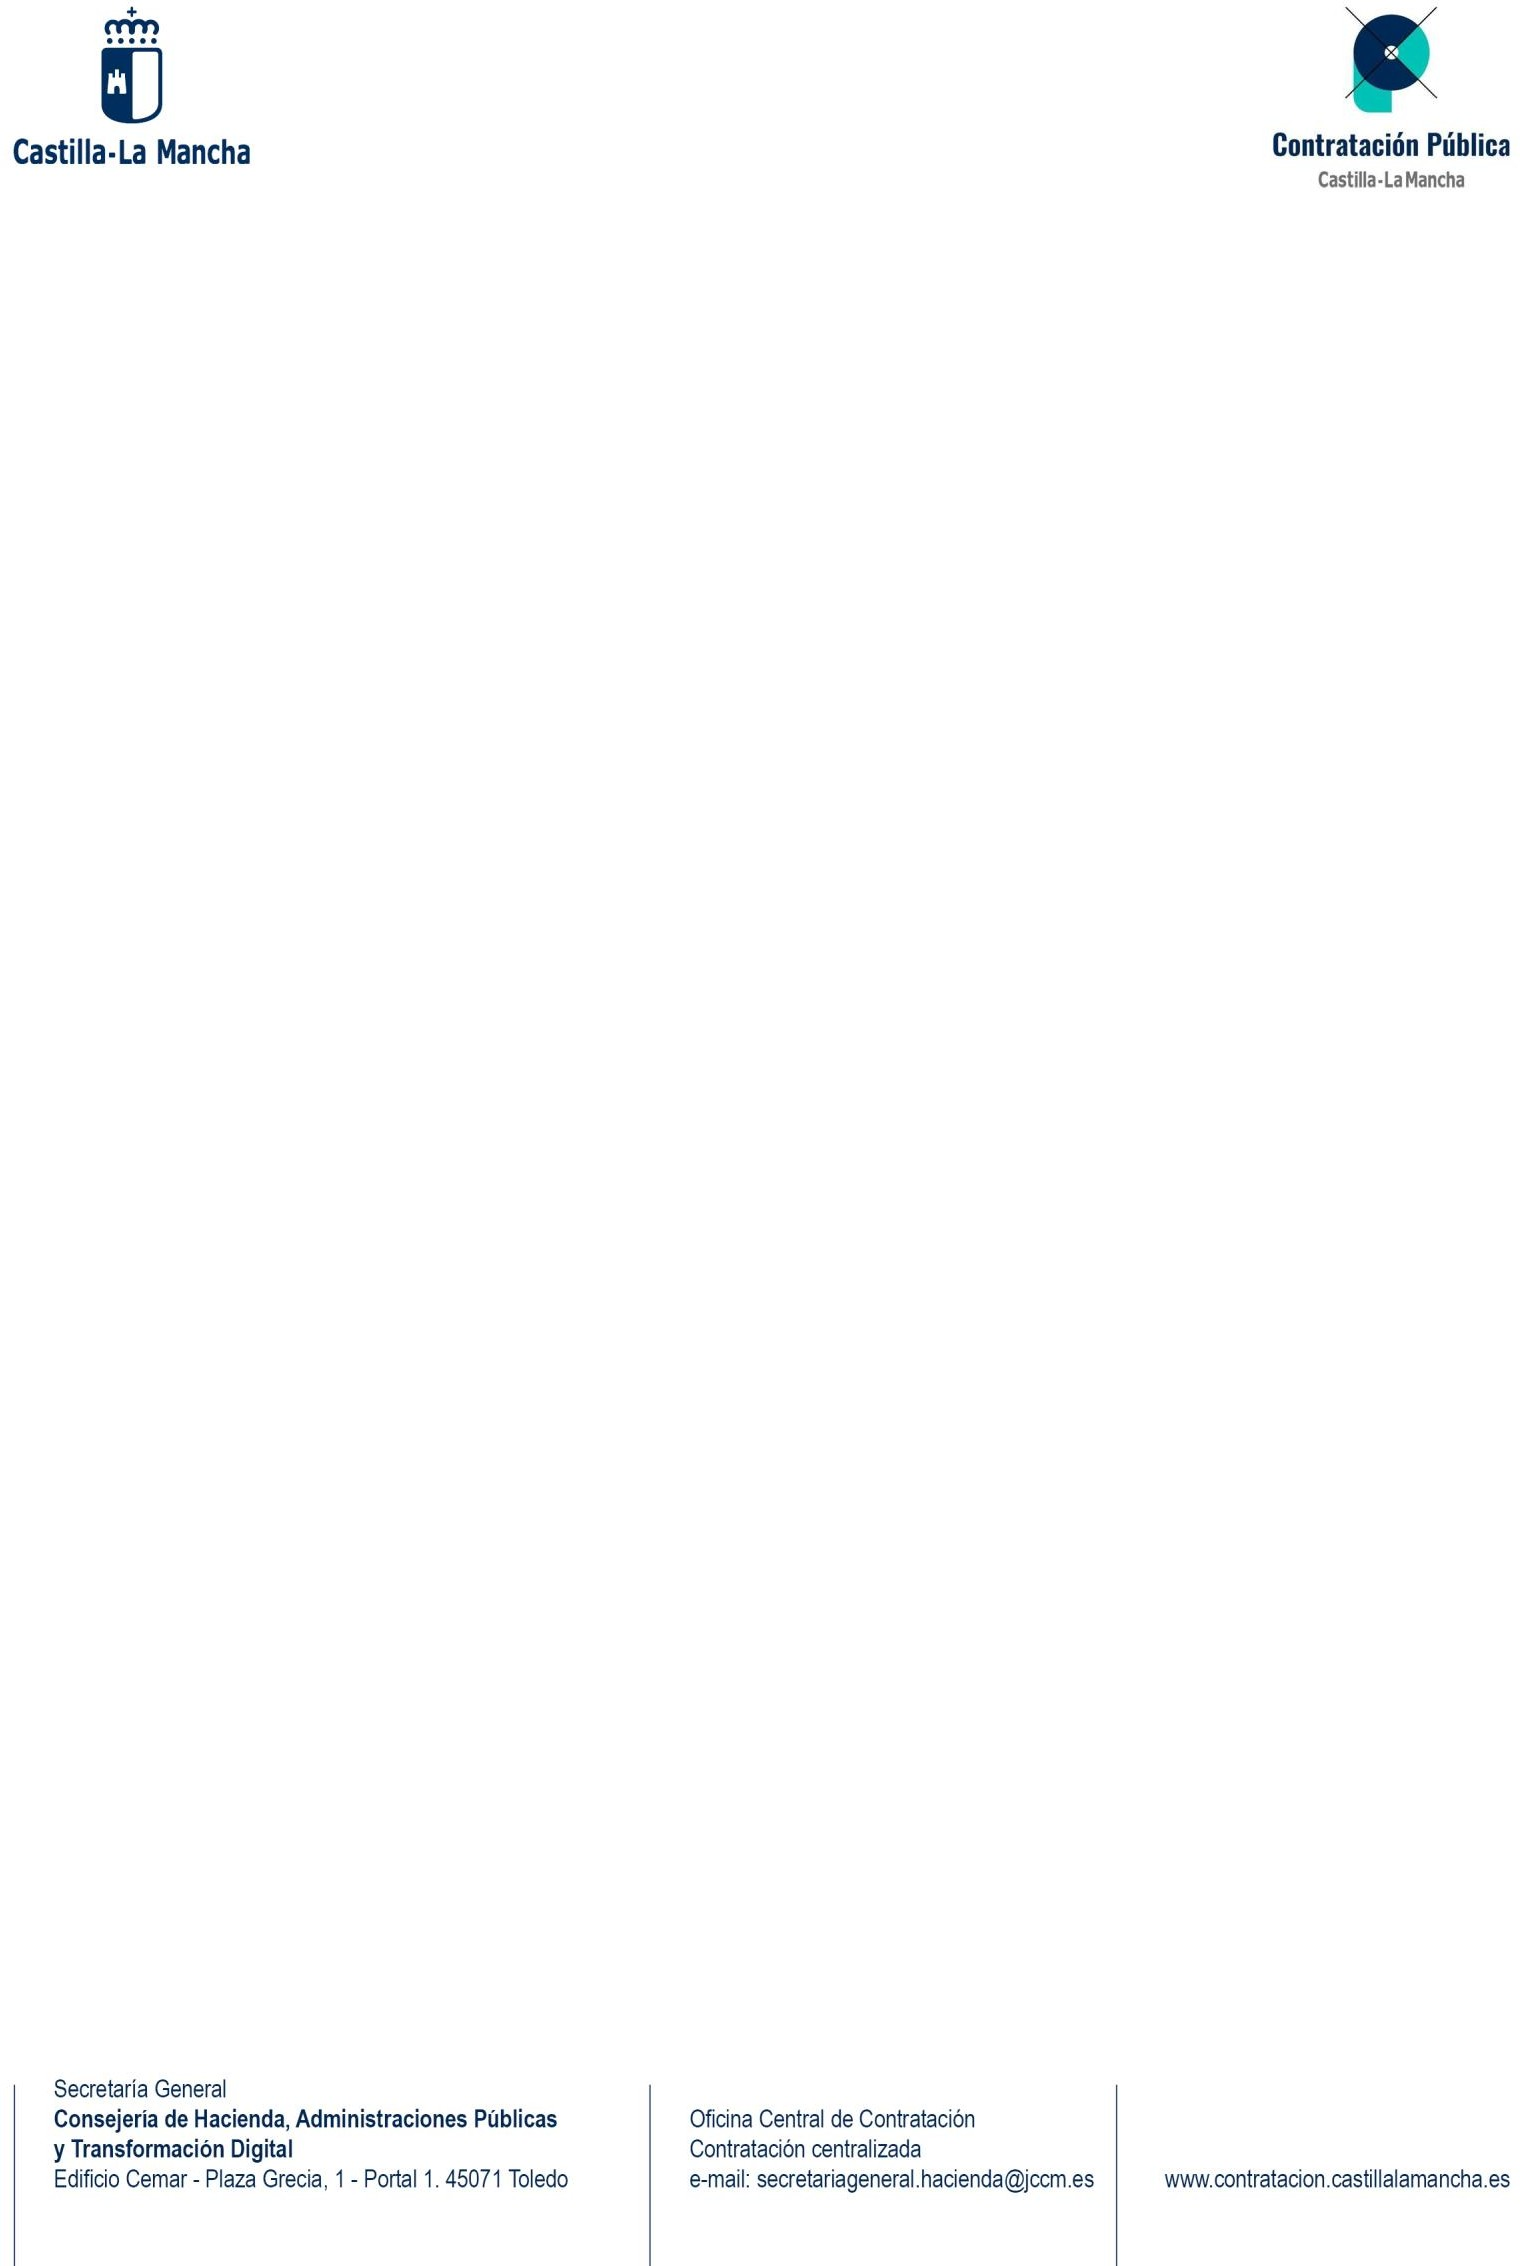 Castilla-La Mancha
Contratación Pública
Castilla-La Mancha
Secretaría General
Consejería de Hacienda, Administraciones Públicas
y Transformación Digital
Edificio Cemar - Plaza Grecia, 1 - Portal 1. 45071 Toledo
Oficina Central de Contratación
Contratación centralizada
e-mail: secretariageneral.hacienda@jccm.es
www.contratacion.castillalamancha.es